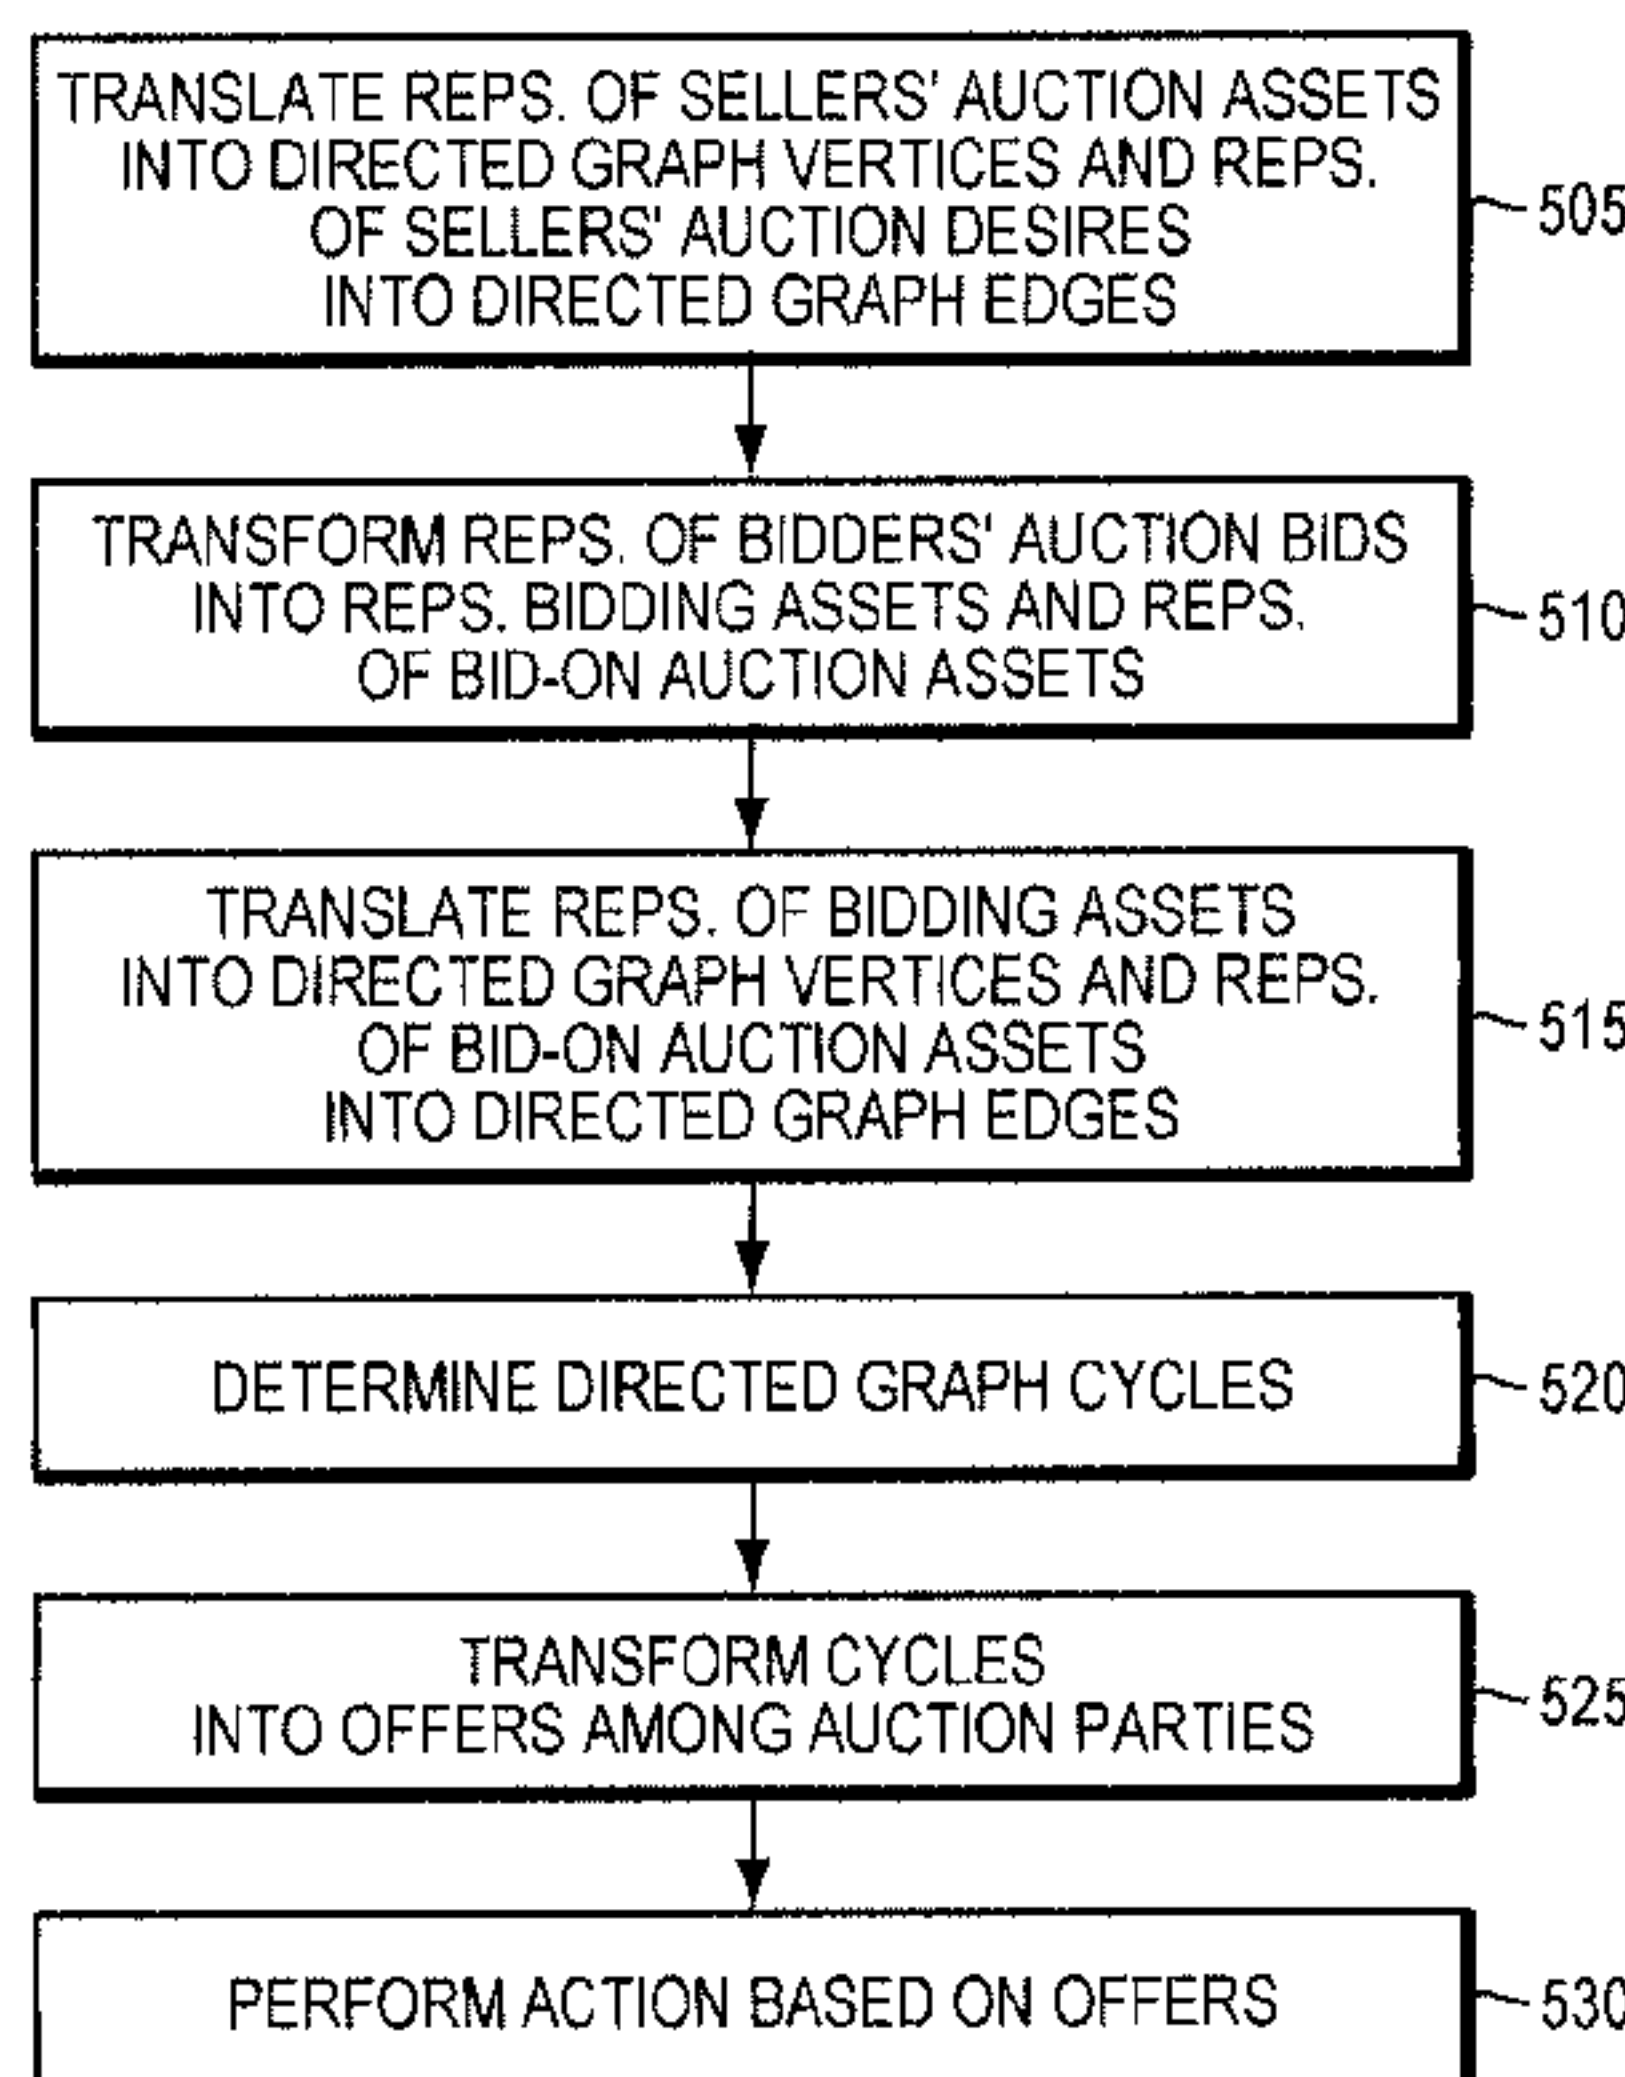 TRANSLATE REPS. OF SELLERS' AUCTION ASSETS
INTO DIRECTED GRAPH VERTICES AND REPS.
OF SELLERS' AUCTION DESIRES
INTO DIRECTED GRAPH EDGES
505
TRANSFORM REPS. OF BIDDERS' AUCTION BIDS
INTO REPS. BIDDING ASSETS AND REPS.
OF BID-ON AUCTION ASSETS
510
TRANSLATE REPS. OF BIDDING ASSETS
INTO DIRECTED GRAPH VERTICES AND REPS.
OF BID-ON AUCTION ASSETS
INTO DIRECTED GRAPH EDGES
515
DETERMINE DIRECTED GRAPH CYCLES
520
TRANSFORM CYCLES
INTO OFFERS AMONG AUCTION PARTIES
525
PERFORM ACTION BASED ON OFFERS
530